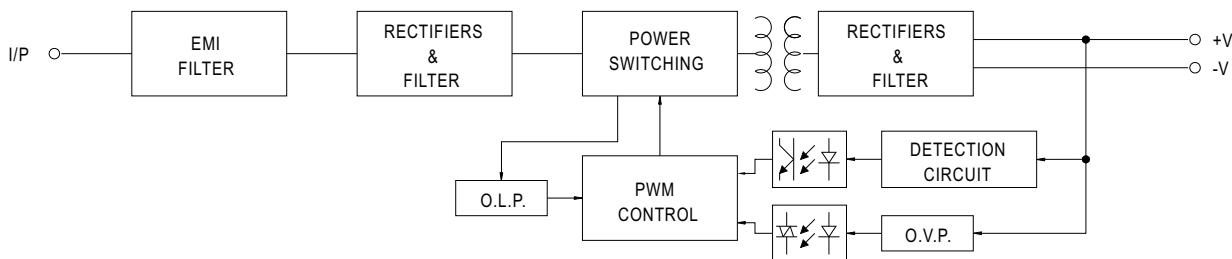 I/P
EMI
FILTER
RECTIFIERS
&
FILTER
POWER
SWITCHING
RECTIFIERS
&
FILTER
+V
-V
O.L.P.
PWM
CONTROL
DETECTION
CIRCUIT
O.V.P.